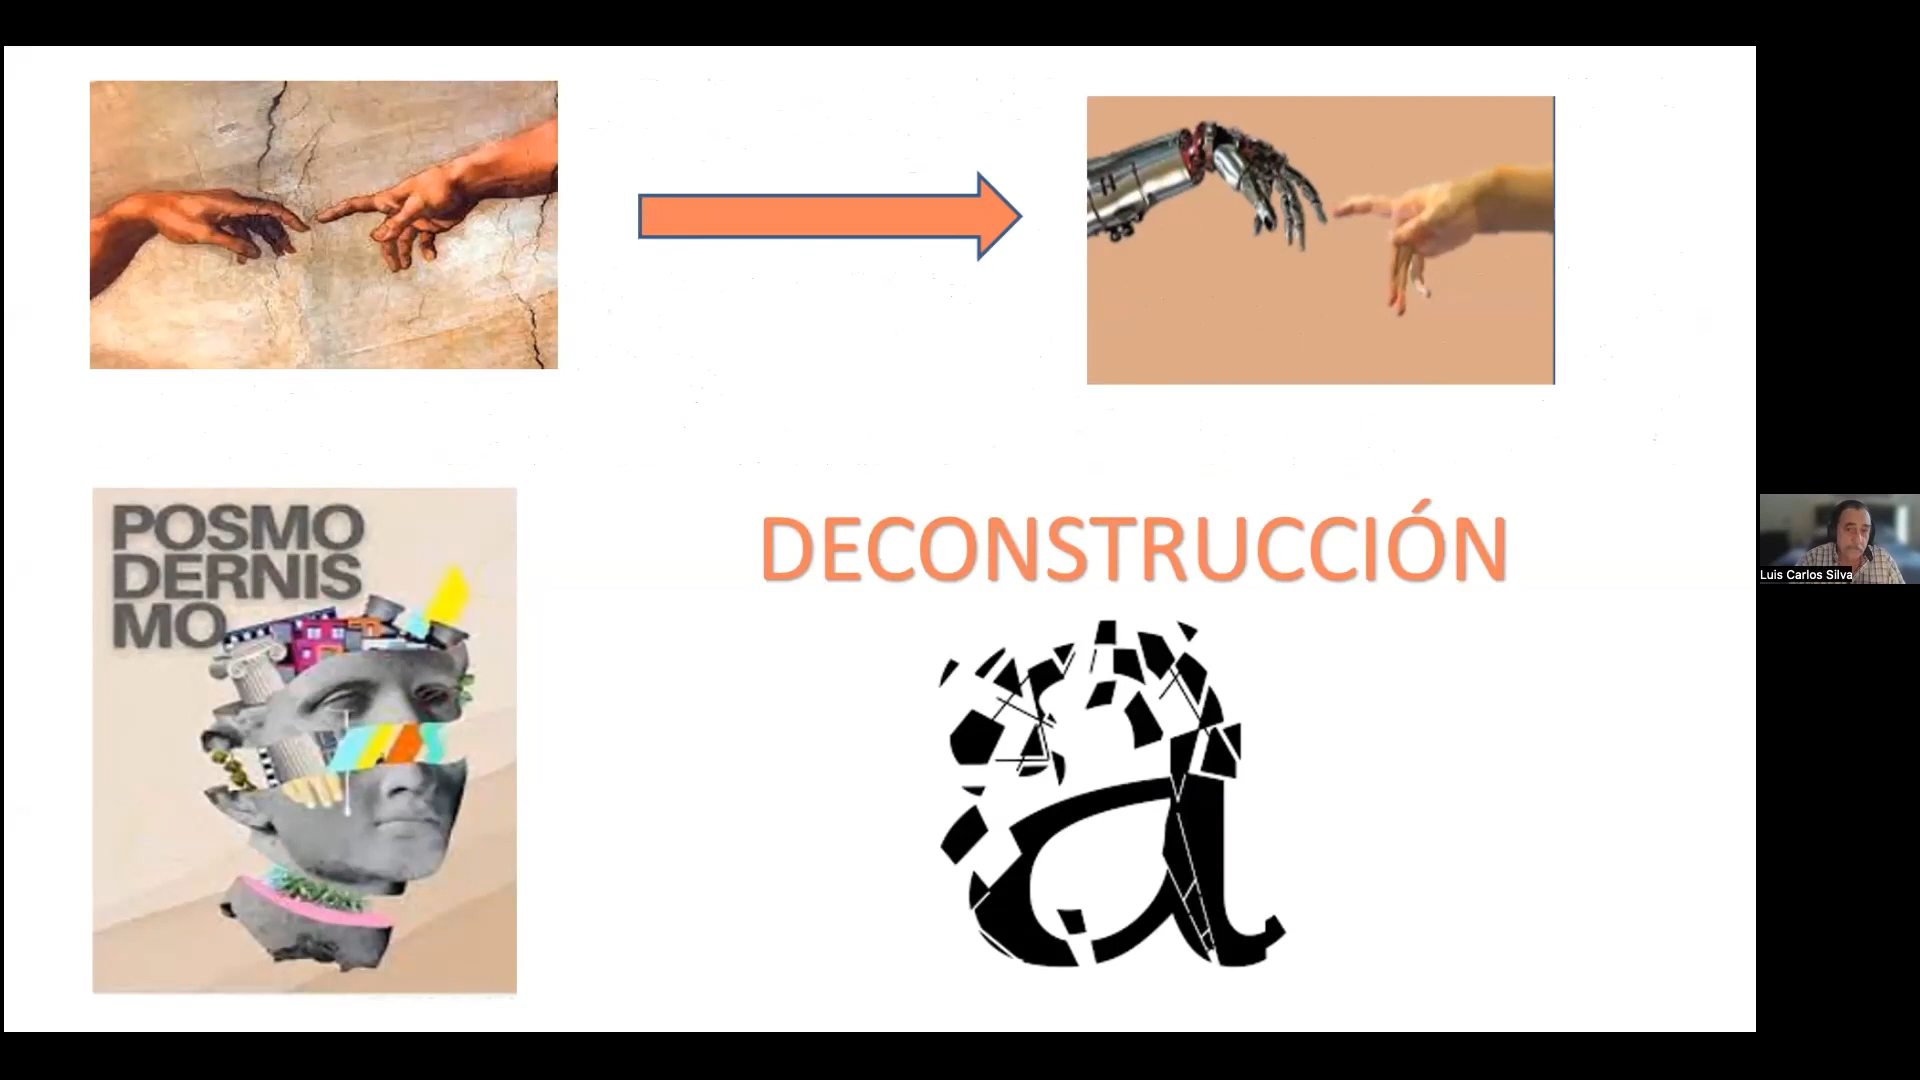 POSMO
DERNIS
MO
DECONSTRUCCIÓN
a
Luis Carlos Silva